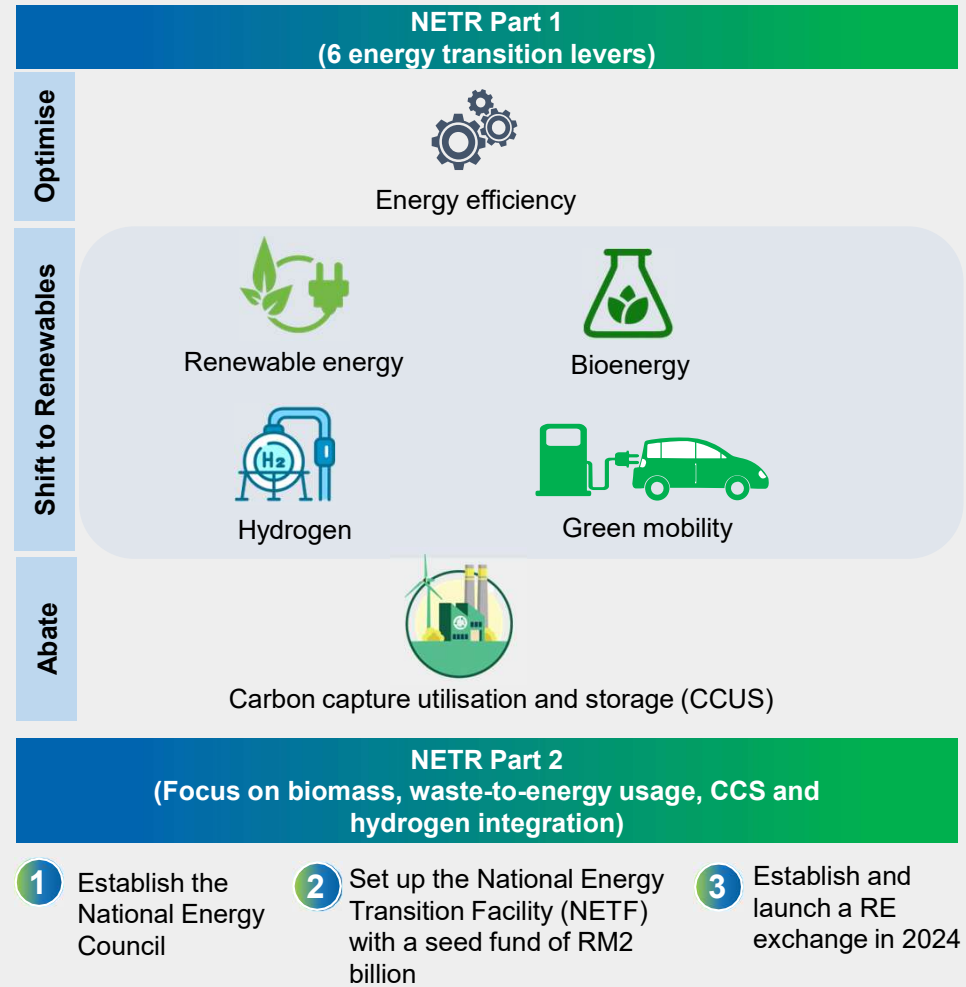 NETR Part 1
(6 energy transition levers)
Optimise
Energy efficiency
Shift to Renewables
Renewable energy
Bioenergy
H2
Hydrogen
Green mobility
Abate
Carbon capture utilisation and storage (CCUS)
NETR Part 2
(Focus on biomass, waste-to-energy usage, CCS and
hydrogen integration)
1
Establish the
National Energy
Council
2
Set up the National Energy
Transition Facility (NETF)
with a seed fund of RM2
billion
3
Establish and
launch a RE
exchange in 2024